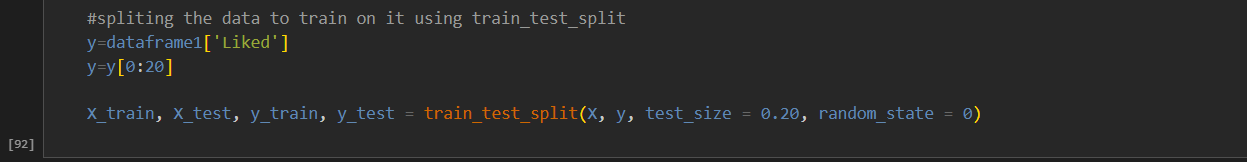 #spliting the data to train on it using train_test_split
y=dataframe1['Liked']
y=y[0:20]
X_train, X_test, y_train, y_test = train_test_split(X, y, test_size = 0.20, random_state = 0)
[92]